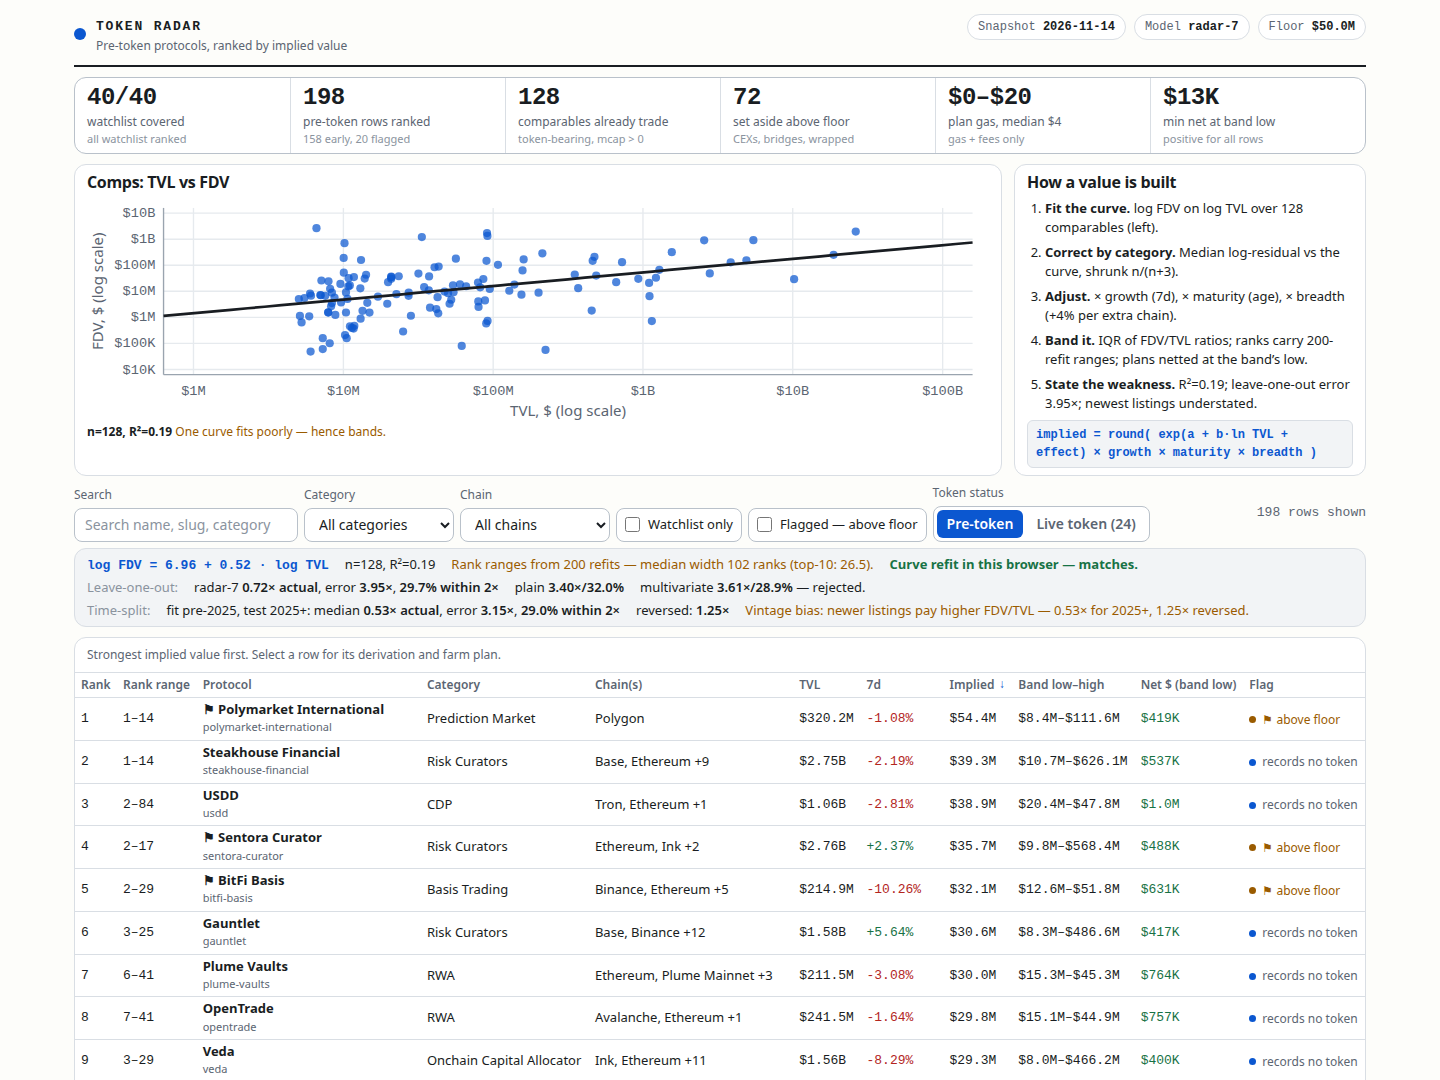 TOKEN RADAR
Pre-token protocols, ranked by implied value
Snapshot 2026-11-14
Model radar-7
Floor $50.0M
40/40
watchlist covered
all watchlist ranked
198
pre-token rows ranked
158 early, 20 flagged
128
comparables already trade
token-bearing, mcap > 0
72
set aside above floor
CEXs, bridges, wrapped
$0–$20
plan gas, median $4
gas + fees only
$13K
min net at band low
positive for all rows
Comps: TVL vs FDV
FDV, $ (log scale)
$10B
$1B
$100M
$10M
$1M
$100K
$10K
$1M $10M $100M $1B $10B $100B
TVL, $ (log scale)
n=128, R²=0.19 One curve fits poorly — hence bands.
How a value is built
1. Fit the curve. log FDV on log TVL over 128
comparables (left).
2. Correct by category. Median log-residual vs the
curve, shrunk n/(n+3).
3. Adjust. × growth (7d), × maturity (age), × breadth
(+4% per extra chain).
4. Band it. IQR of FDV/TVL ratios; ranks carry 200-
refit ranges; plans netted at the band's low.
5. State the weakness. R²=0.19; leave-one-out error
3.95×; newest listings understated.
implied = round( exp(a + b·ln TVL +
effect) × growth × maturity × breadth )
Search
Search name, slug, category
Category
All categories
Chain
All chains
Watchlist only
Flagged — above floor
Token status
Pre-token Live token (24)
198 rows shown
log FDV = 6.96 + 0.52 · log TVL n=128, R²=0.19 Rank ranges from 200 refits — median width 102 ranks (top-10: 26.5). Curve refit in this browser — matches.
Leave-one-out: radar-7 0.72× actual, error 3.95×, 29.7% within 2× plain 3.40×/32.0% multivariate 3.61×/28.9% — rejected.
Time-split: fit pre-2025, test 2025+: median 0.53× actual, error 3.15×, 29.0% within 2× reversed: 1.25× Vintage bias: newer listings pay higher FDV/TVL — 0.53× for 2025+, 1.25× reversed.
Strongest implied value first. Select a row for its derivation and farm plan.
Rank Rank range Protocol Category Chain(s) TVL 7d Implied ↓ Band low–high Net $ (band low) Flag
1 1–14 ⚑ Polymarket International Prediction Market Polygon $320.2M -1.08% $54.4M $8.4M–$111.6M $419K ⚑ above floor
polymarket-international
2 1–14 Steakhouse Financial Risk Curators Base, Ethereum +9 $2.75B -2.19% $39.3M $10.7M–$626.1M $537K records no token
steakhouse-financial
3 2–84 USDD CDP Tron, Ethereum +1 $1.06B -2.81% $38.9M $20.4M–$47.8M $1.0M records no token
usdd
4 2–17 ⚑ Sentora Curator Risk Curators Ethereum, Ink +2 $2.76B +2.37% $35.7M $9.8M–$568.4M $488K ⚑ above floor
sentora-curator
5 2–29 ⚑ BitFi Basis Basis Trading Binance, Ethereum +5 $214.9M -10.26% $32.1M $12.6M–$51.8M $631K ⚑ above floor
bitfi-basis
6 3–25 Gauntlet Risk Curators Base, Binance +12 $1.58B +5.64% $30.6M $8.3M–$486.6M $417K records no token
gauntlet
7 6–41 Plume Vaults RWA Ethereum, Plume Mainnet +3 $211.5M -3.08% $30.0M $15.3M–$45.3M $764K records no token
plume-vaults
8 7–41 OpenTrade RWA Avalanche, Ethereum +1 $241.5M -1.64% $29.8M $15.1M–$44.9M $757K records no token
opentrade
9 3–29 Veda Onchain Capital Allocator Ink, Ethereum +11 $1.56B -8.29% $29.3M $8.0M–$466.2M $400K records no token
veda